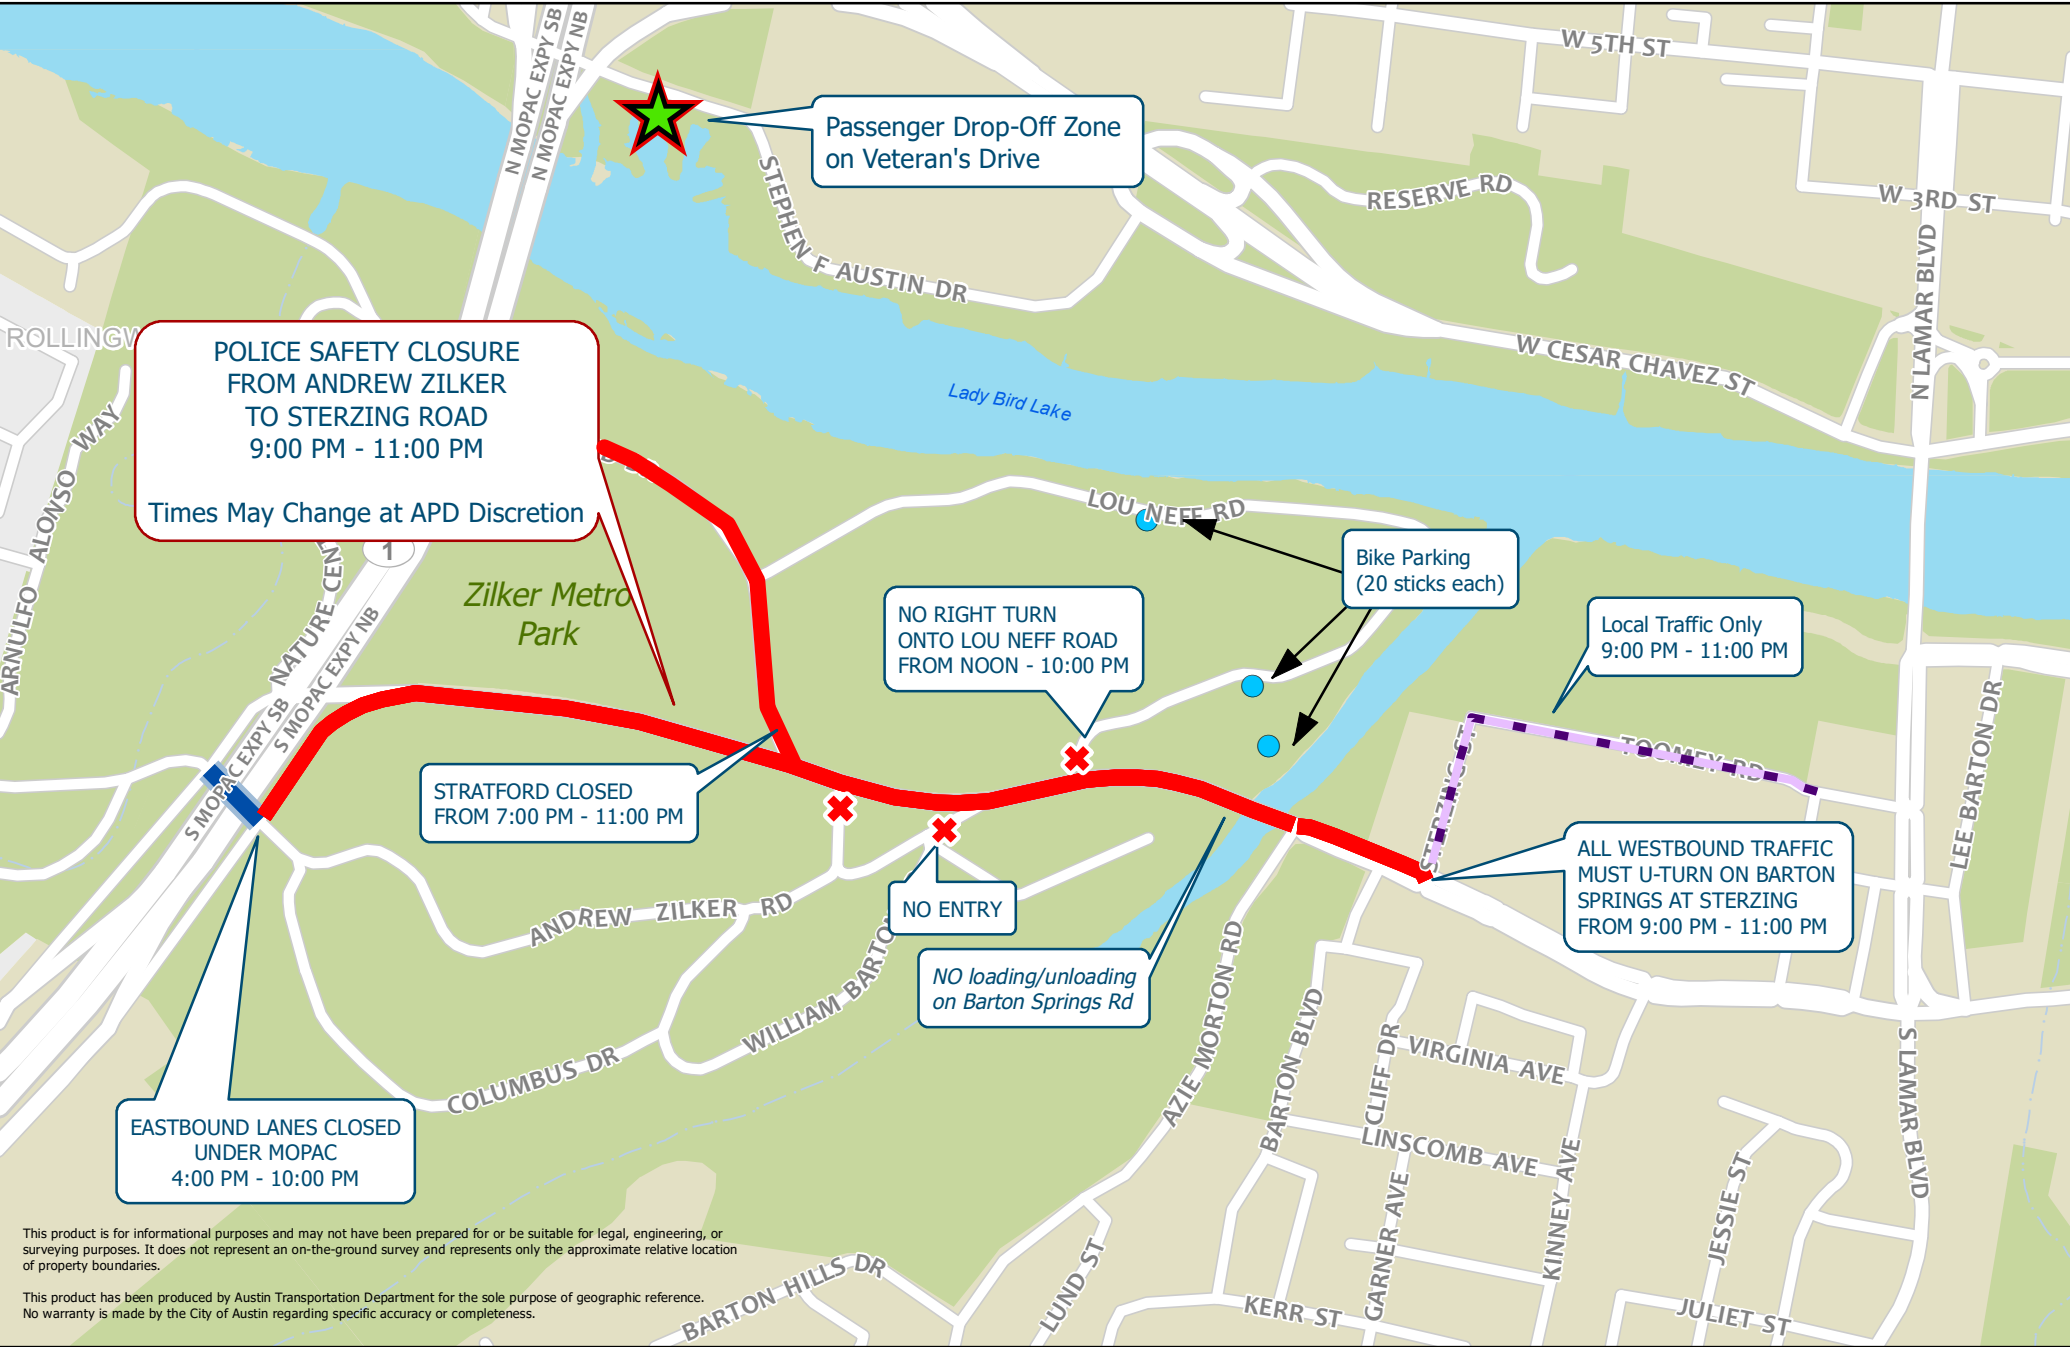 N MOPAC EXPY SB
N MOPAC EXPY NB
W 5TH ST
Passenger Drop-Off Zone
on Veteran's Drive
STEPHEN F AUSTIN DR
RESERVE RD
W 3RD ST
N LAMAR BLVD
W CESAR CHAVEZ ST
Lady Bird Lake
POLICE SAFETY CLOSURE
FROM ANDREW ZILKER
TO STERZING ROAD
9:00 PM - 11:00 PM
Times May Change at APD Discretion
ARNULFO ALONSO WAY
1
S MOPAC EXPY SB
S MOPAC EXPY NB
NATURE
Zilker Metro
Park
LOU NEFF RD
Bike Parking
(20 sticks each)
NO RIGHT TURN
ONTO LOU NEFF ROAD
FROM NOON - 10:00 PM
Local Traffic Only
9:00 PM - 11:00 PM
TOOMEY RD
STERZING ST
LEE BARTON DR
STRATFORD CLOSED
FROM 7:00 PM - 11:00 PM
ALL WESTBOUND TRAFFIC
MUST U-TURN ON BARTON
SPRINGS AT STERZING
FROM 9:00 PM - 11:00 PM
NO ENTRY
ANDREW ZILKER RD
WILLIAM BARTON
NO loading/unloading
on Barton Springs Rd
AZIE MORTON RD
BARTON BLVD
CLIFF DR
VIRGINIA AVE
S LAMAR BLVD
COLUMBUS DR
EASTBOUND LANES CLOSED
UNDER MOPAC
4:00 PM - 10:00 PM
LINSCOMB AVE
GARNER AVE
KINNEY AVE
JESSIE ST
BARTON HILLS DR
LUND ST
KERR ST
JULIET ST
This product is for informational purposes and may not have been prepared for or be suitable for legal, engineering, or
surveying purposes. It does not represent an on-the-ground survey and represents only the approximate relative location
of property boundaries.
This product has been produced by Austin Transportation Department for the sole purpose of geographic reference.
No warranty is made by the City of Austin regarding specific accuracy or completeness.